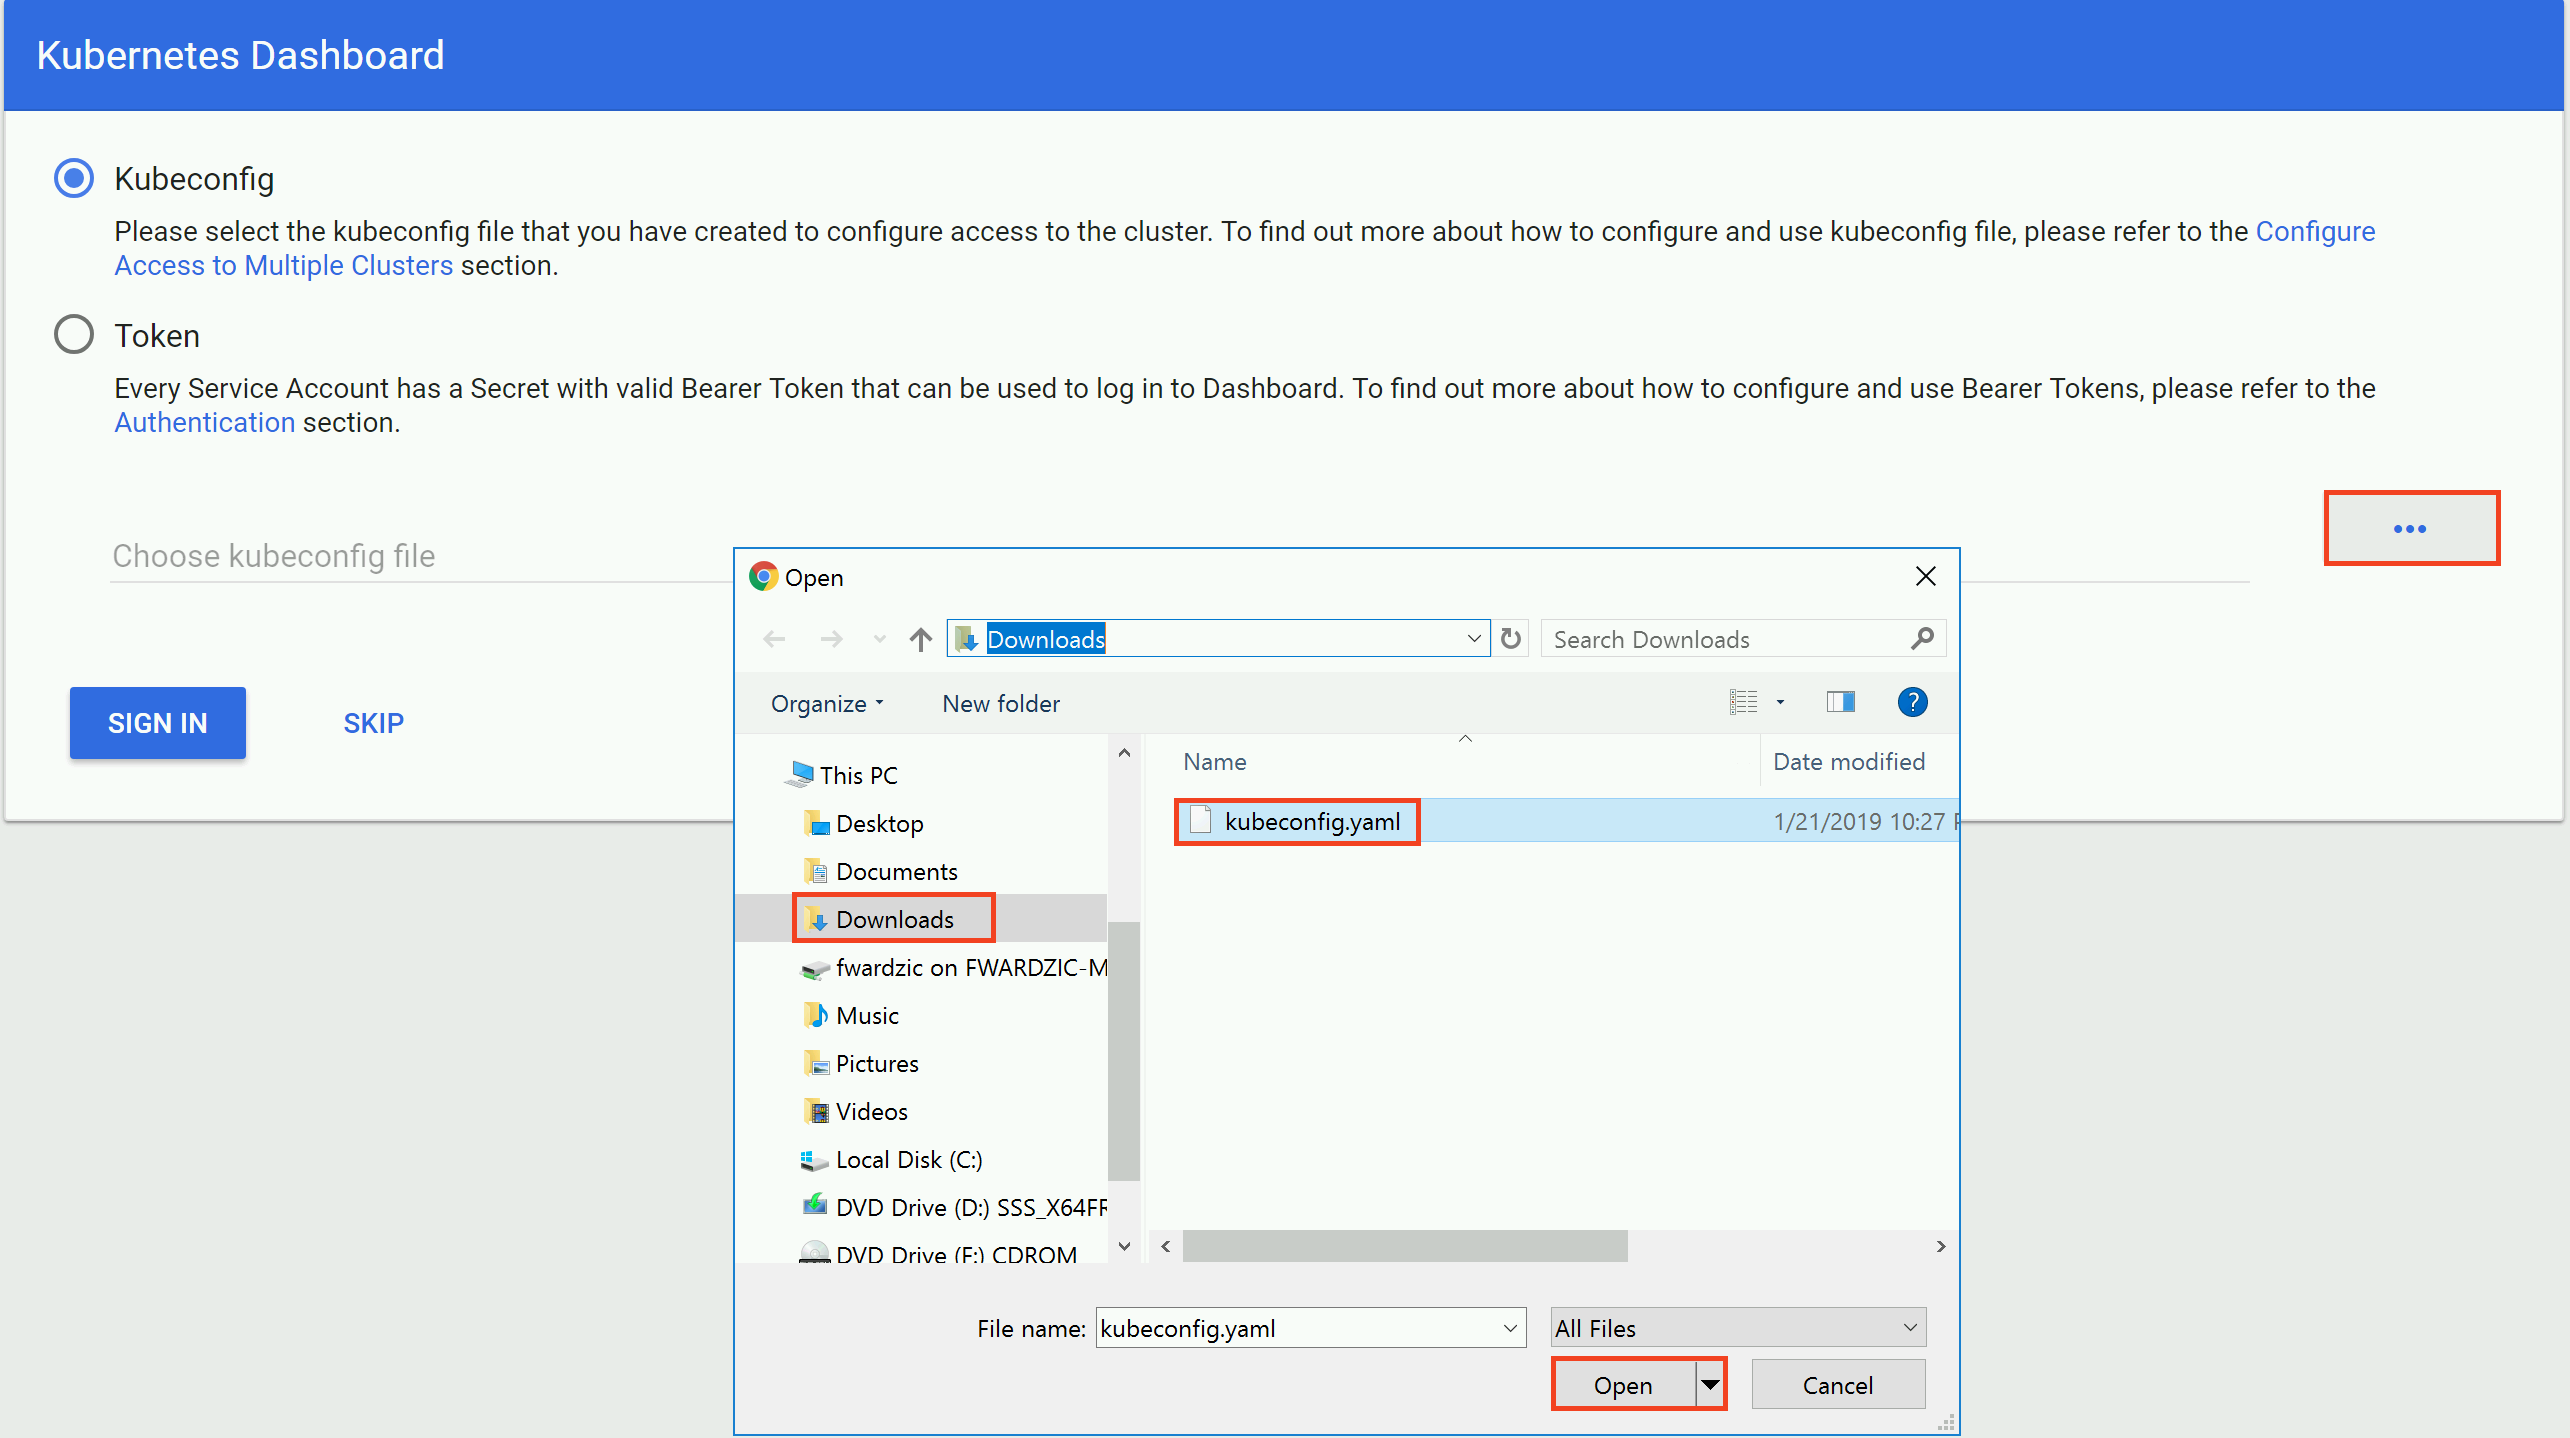 Kubernetes Dashboard
Kubeconfig
Please select the kubeconfig file that you have created to configure access to the cluster. To find out more about how to configure and use kubeconfig file, please refer to the Configure
Access to Multiple Clusters section.
Token
Every Service Account has a Secret with valid Bearer Token that can be used to log in to Dashboard. To find out more about how to configure and use Bearer Tokens, please refer to the
Authentication section.
Choose kubeconfig file
SIGN IN
SKIP
Open
Downloads
Search Downloads
Organize
New folder
This PC
Desktop
Documents
Downloads
fwardzic on FWARDZIC-M
Music
Pictures
Videos
Local Disk (C:)
DVD Drive (D:) SSS_X64FR
DVD Drive (F:) CDROM
Name
Date modified
kubeconfig.yaml
1/21/2019 10:27 P
File name:
kubeconfig.yaml
All Files
Open
Cancel